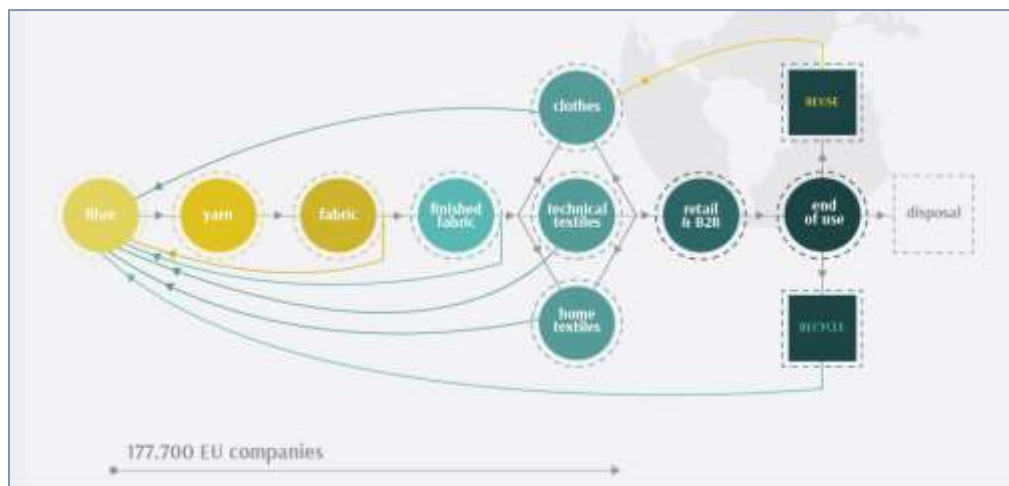 clothes
REUSE
fibre
yarn
fabric
finished
fabric
technical
textiles
retail
& B2B
end
of use
disposal
home
textiles
RECYCLE
177.700 EU companies